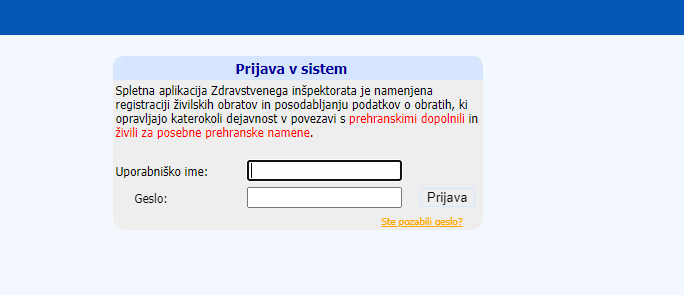 Prijava v sistem
Spletna aplikacija Zdravstvenega inšpektorata je namenjena
registraciji živilskih obratov in posodabljanju podatkov o obratih, ki
opravljajo katerokoli dejavnost v povezavi s prehranskimi dopolnili in
živili za posebne prehranske namene.
Uporabniško ime:
Geslo:
Prijava
Ste pozabili geslo?